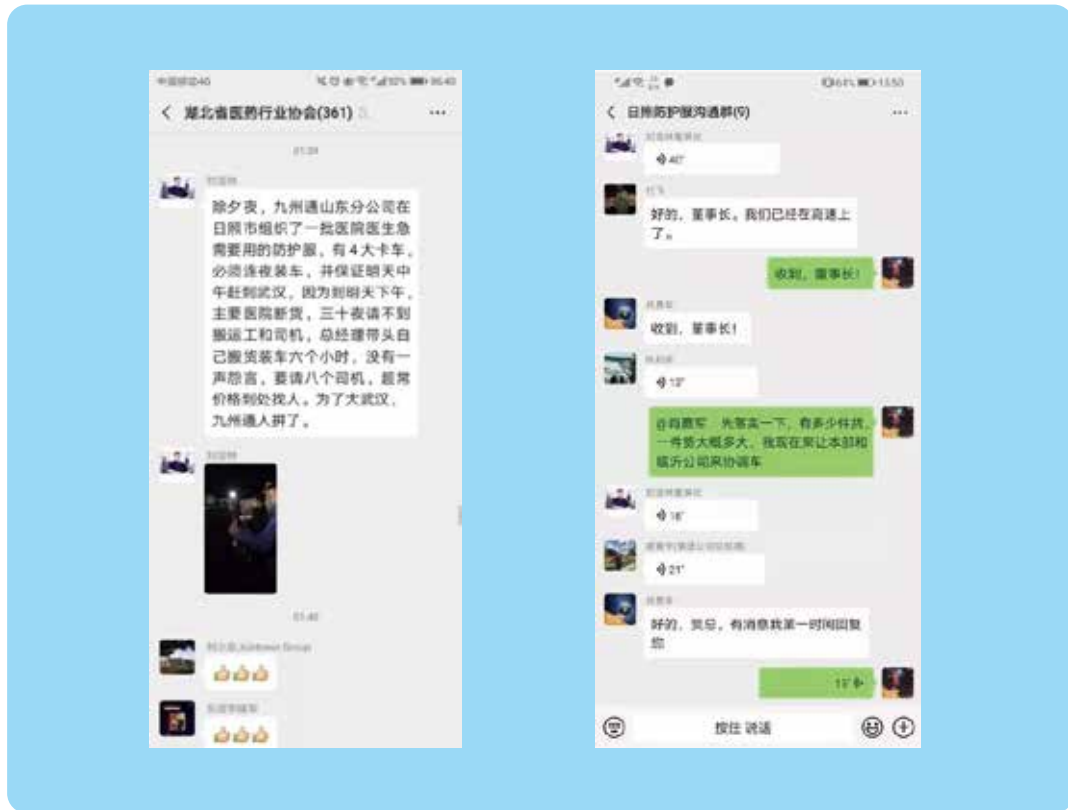 湖北省医药行业协会(361)
01:39
除夕夜，九州通山东分公司在
日照市组织了一批医院医生急
需要用的防护服，有4大卡车，
必须连夜装车，并保证明天中
午赶到武汉，因为到明天下午，
主要医院断货，三十夜请不到
搬运工和司机，总经理带头自
己搬货装车六个小时，没有一
声怨言，要请八个司机，超常
价格到处找人。为了大武汉，
九州通人拼了。
01:40
日照防护服沟通群(9)
40"
好的，董事长。我们已经在高速上
了。
收到，董事长！
收到，董事长！
13"
先落实一下，有多少件货，
一件货大概多大，我现在来让本部和
临沂公司来协调车
16"
21"
好的，贺总，有消息我第一时间回复
您
13"
按住 说话